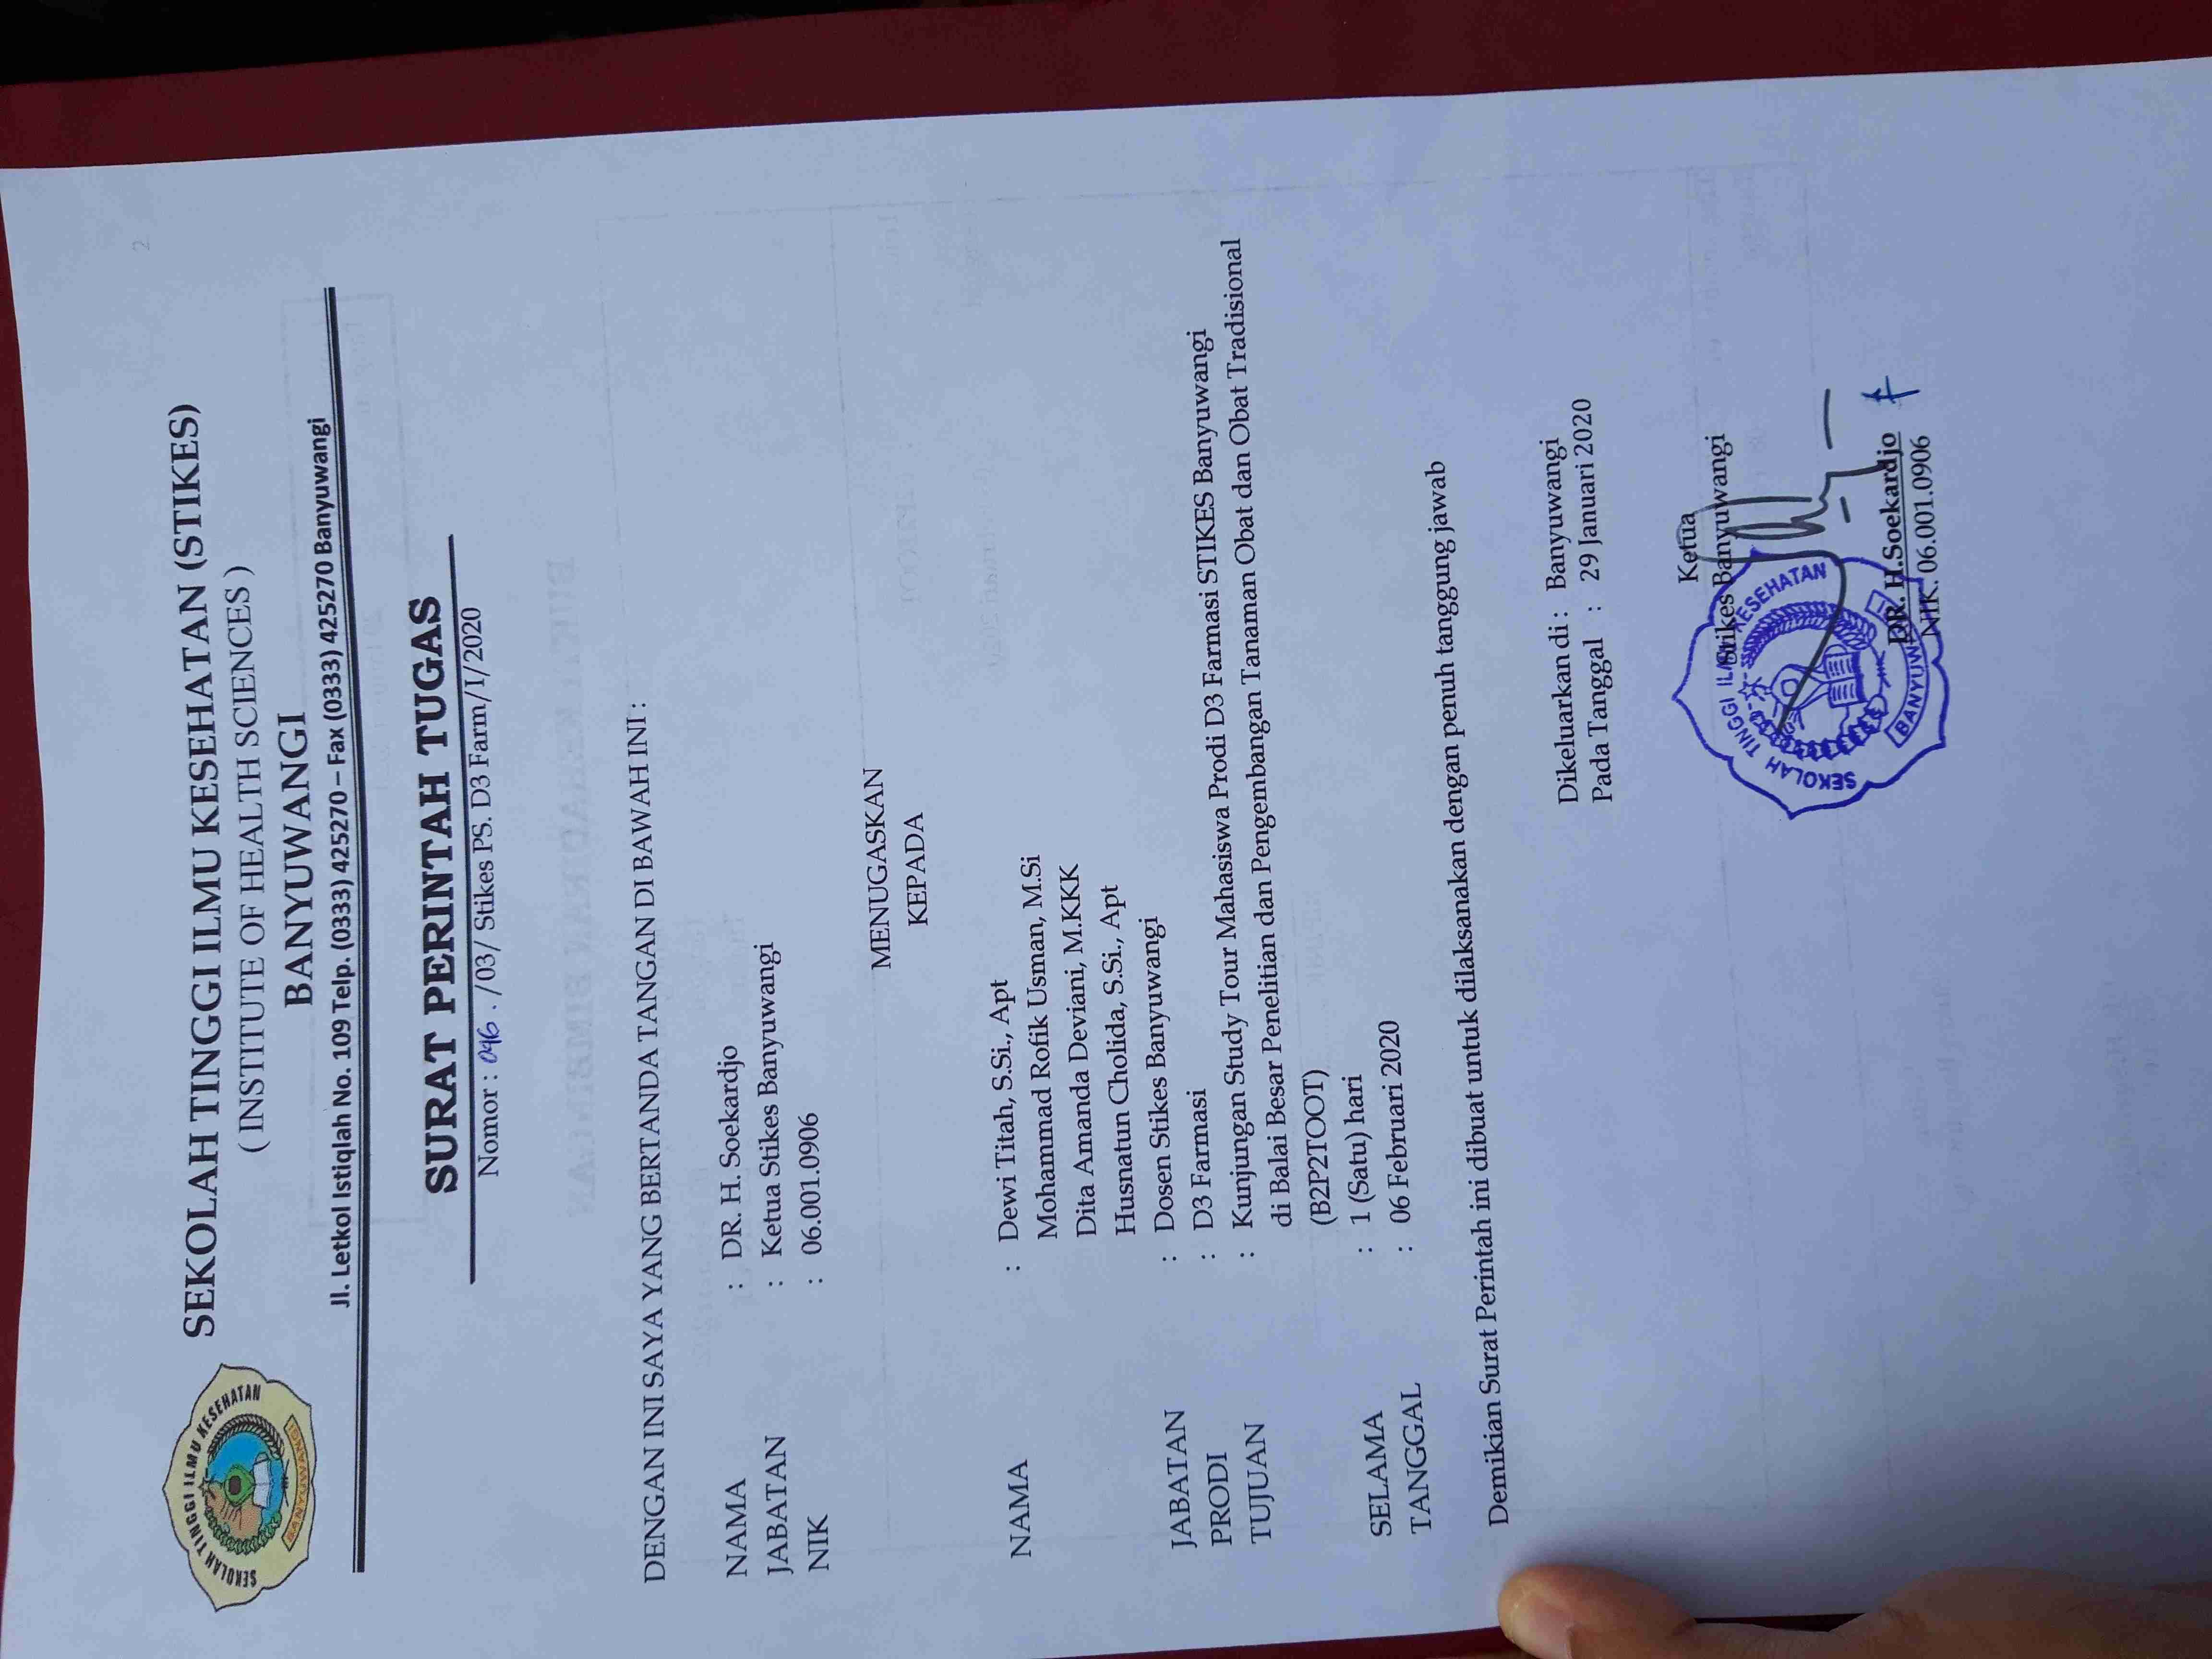 2
SEKOLAH TINGGI ILMU KESEHATAN
BANYUWANGI
SEKOLAH TINGGI ILMU KESEHATAN (STIKES)
( INSTITUTE OF HEALTH SCIENCES )
BANYUWANGI
Jl. Letkol Istiqlah No. 109 Telp. (0333) 425270 – Fax (0333) 425270 Banyuwangi
SURAT PERINTAH TUGAS
Nomor : 096 . /03/ Stikes PS. D3 Farm/I/2020
DENGAN INI SAYA YANG BERTANDA TANGAN DI BAWAH INI :
NAMA : DR. H. Soekardjo
JABATAN : Ketua Stikes Banyuwangi
NIK : 06.001.0906
MENUGASKAN
KEPADA
NAMA : Dewi Titah, S.Si., Apt
Mohammad Rofik Usman, M.Si
Dita Amanda Deviani, M.KKK
Husnatun Cholida, S.Si., Apt
JABATAN : Dosen Stikes Banyuwangi
PRODI : D3 Farmasi
TUJUAN : Kunjungan Study Tour Mahasiswa Prodi D3 Farmasi STIKES Banyuwangi
di Balai Besar Penelitian dan Pengembangan Tanaman Obat dan Obat Tradisional
(B2P2TOOT)
SELAMA : 1 (Satu) hari
TANGGAL : 06 Februari 2020
Demikian Surat Perintah ini dibuat untuk dilaksanakan dengan penuh tanggung jawab
Dikeluarkan di : Banyuwangi
Pada Tanggal : 29 Januari 2020
Ketua
Stikes Banyuwangi
SEKOLAH TINGGI ILMU KESEHATAN
BANYUWANGI
DR. H.Soekardjo
NIK. 06.001.0906